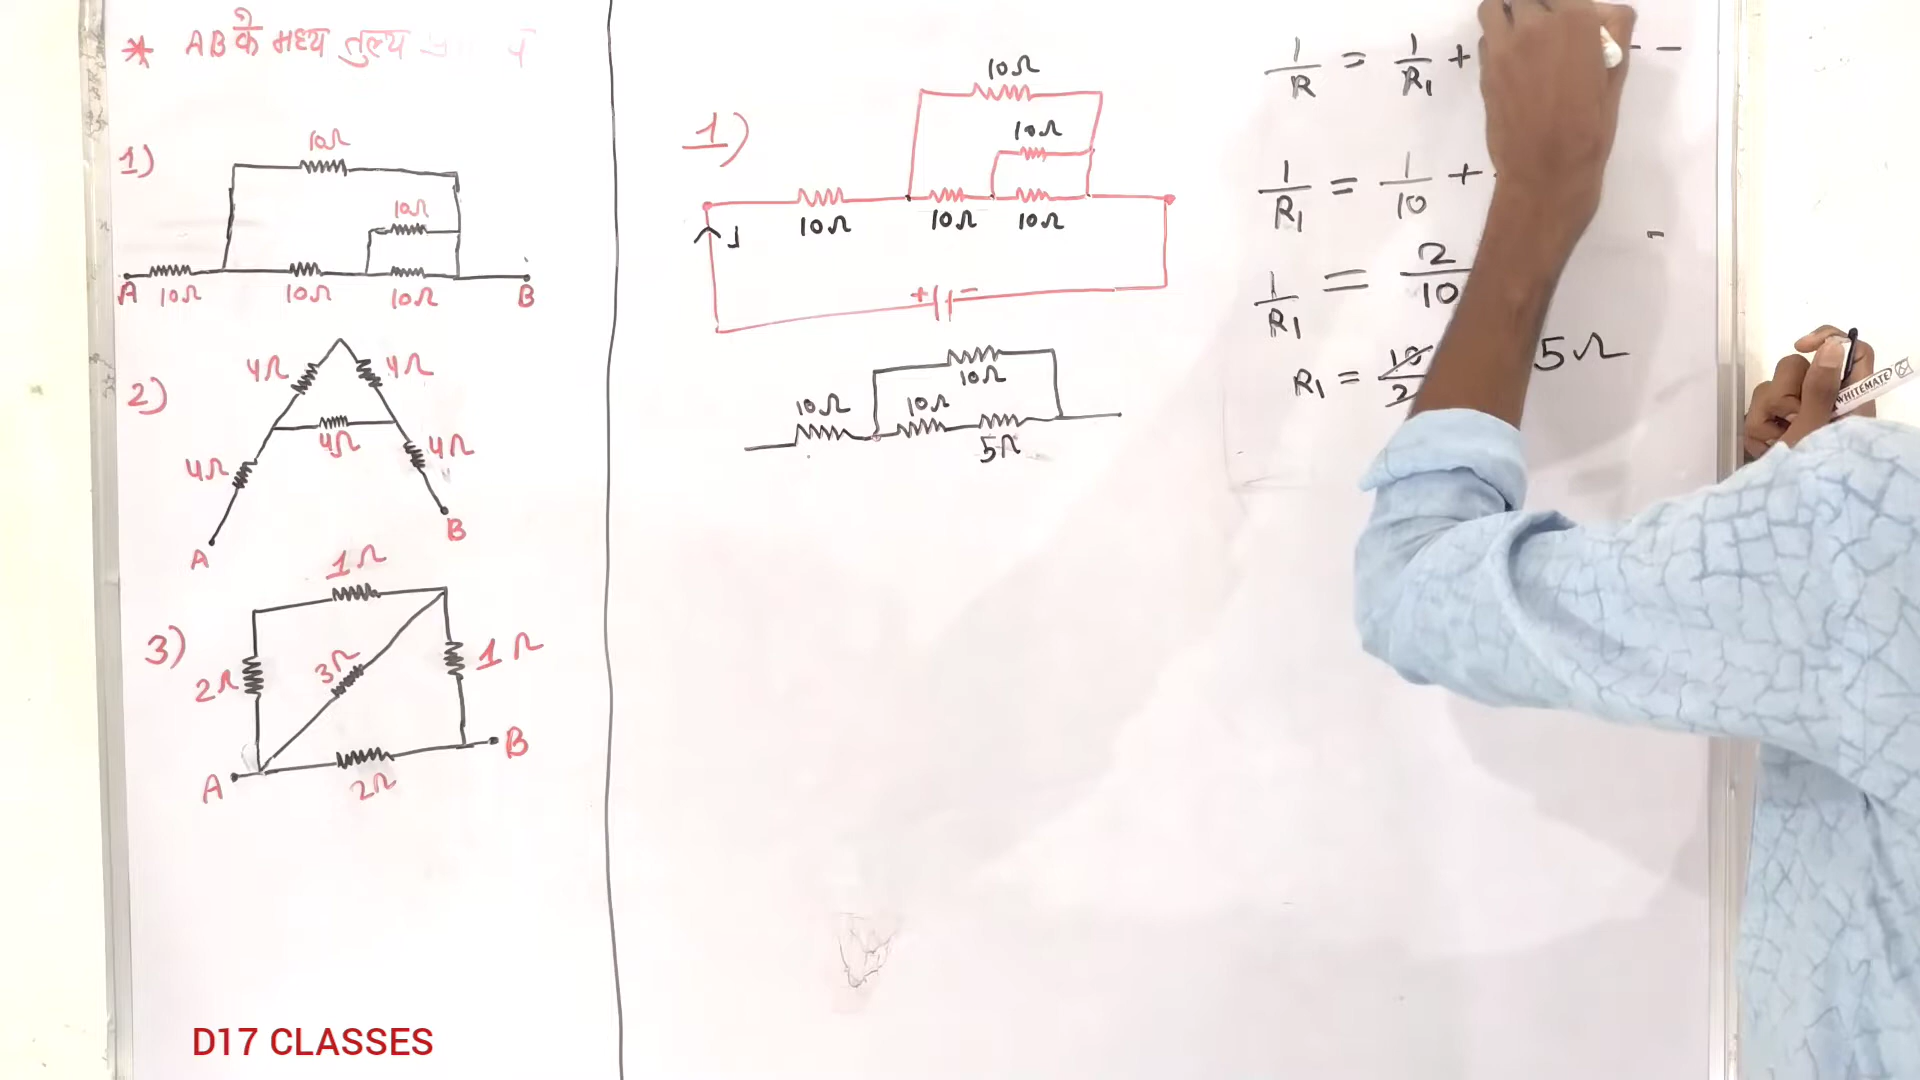 * AB के मध्य तुल्य
1)
10Ω
10Ω
A 10Ω 10Ω 10Ω B
2)
4Ω 4Ω
4Ω
4Ω 4Ω
A B
3)
1Ω
2Ω 3Ω 1Ω
A 2Ω B
D17 CLASSES
1)
10Ω
10Ω
10Ω 10Ω 10Ω
I
+ -
10Ω
10Ω 10Ω
5Ω
1/R = 1/R1 + - -
1/R1 = 1/10 +
1/R1 = 2/10
R1 = 10/2 5Ω
WHITEMATE